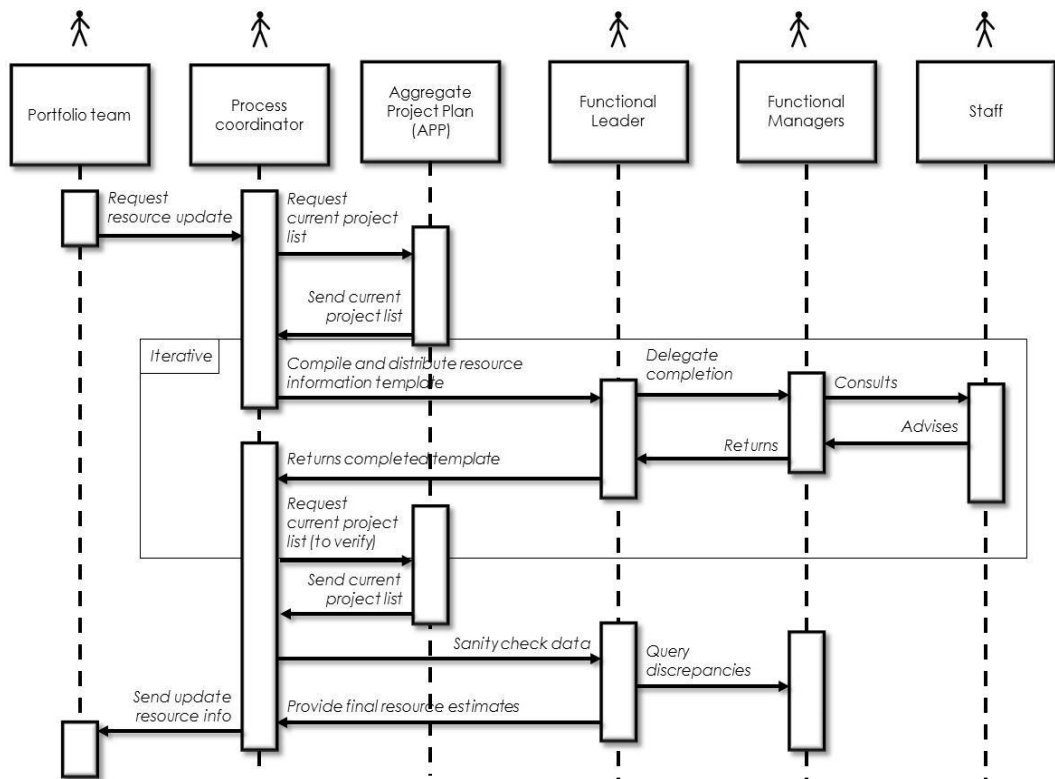 Portfolio team
Process
coordinator
Aggregate
Project Plan
(APP)
Functional
Leader
Functional
Managers
Staff
Request
resource update
Request
current project
list
Send current
project list
Iterative
Compile and distribute resource
information template
Delegate
completion
Consults
Advises
Returns
Returns completed template
Request
current project
list (to verify)
Send current
project list
Sanity check data
Query
discrepancies
Send update
resource info
Provide final resource estimates